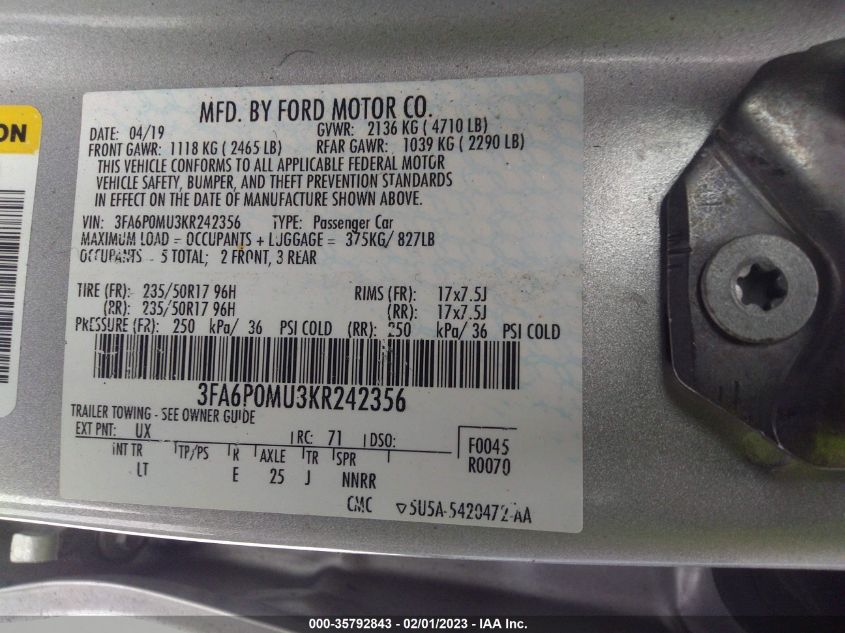 ON
MFD. BY FORD MOTOR CO.
DATE: 04/19 GVWR: 2136 KG ( 4710 LB)
FRONT GAWR: 1118 KG ( 2465 LB) REAR GAWR: 1039 KG ( 2290 LB)
THIS VEHICLE CONFORMS TO ALL APPLICABLE FEDERAL MOTOR
VEHICLE SAFETY, BUMPER, AND THEFT PREVENTION STANDARDS
IN EFFECT ON THE DATE OF MANUFACTURE SHOWN ABOVE.
VIN: 3FA6P0MU3KR242356 TYPE: Passenger Car
MAXIMUM LOAD = OCCUPANTS + LUGGAGE = 375KG/ 827LB
OCCUPANTS - 5 TOTAL; 2 FRONT, 3 REAR
TIRE (FR): 235/50R17 96H RIMS (FR): 17x7.5J
(RR): 235/50R17 96H (RR): 17x7.5J
PRESSURE (FR): 250 kPa/ 36 PSI COLD (RR): 250 kPa/ 36 PSI COLD
3FA6P0MU3KR242356
TRAILER TOWING - SEE OWNER GUIDE
EXT PNT: UX RC: 71 DSO: F0045
R0070
INT TR TP/PS R AXLE TR SPR
LT E 25 J NNRR
CMC ▽5U5A-5420472-AA
000-35792843 - 02/01/2023 - IAA Inc.